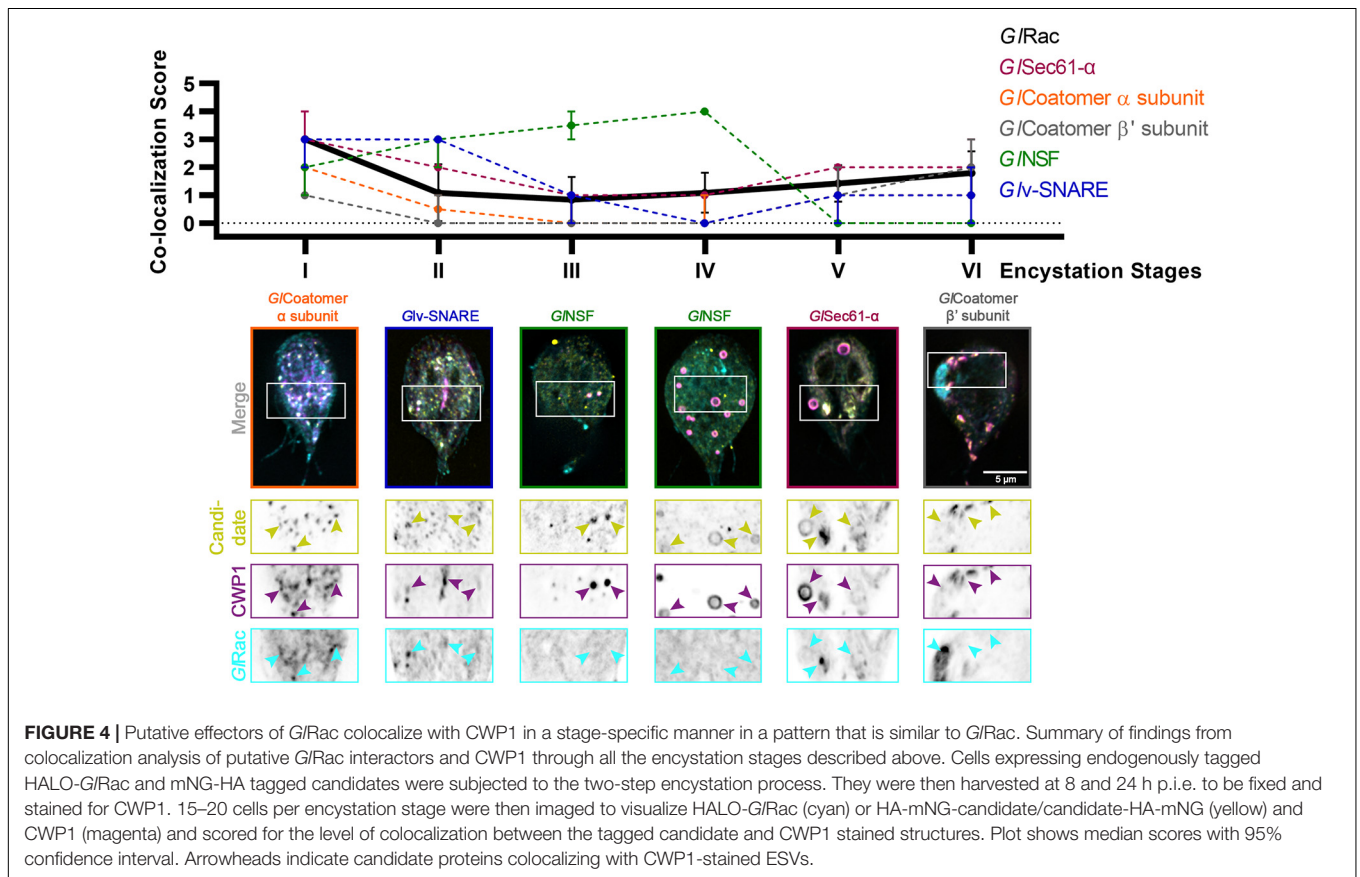 GlRac
GlSec61-α
GlCoatomer α subunit
GlCoatomer β' subunit
GlNSF
Glv-SNARE
Co-localization Score
5
4
3
2
1
0
I II III IV V VI Encystation Stages
GlCoatomer
α subunit
Glv-SNARE
GlNSF
GlNSF
GlSec61-α
GlCoatomer
β' subunit
Merge
5 µm
Candi-
date
CWP1
GlRac
FIGURE 4 | Putative effectors of GlRac colocalize with CWP1 in a stage-specific manner in a pattern that is similar to GlRac. Summary of findings from
colocalization analysis of putative GlRac interactors and CWP1 through all the encystation stages described above. Cells expressing endogenously tagged
HALO-GlRac and mNG-HA tagged candidates were subjected to the two-step encystation process. They were then harvested at 8 and 24 h p.i.e. to be fixed and
stained for CWP1. 15–20 cells per encystation stage were then imaged to visualize HALO-GlRac (cyan) or HA-mNG-candidate/candidate-HA-mNG (yellow) and
CWP1 (magenta) and scored for the level of colocalization between the tagged candidate and CWP1 stained structures. Plot shows median scores with 95%
confidence interval. Arrowheads indicate candidate proteins colocalizing with CWP1-stained ESVs.